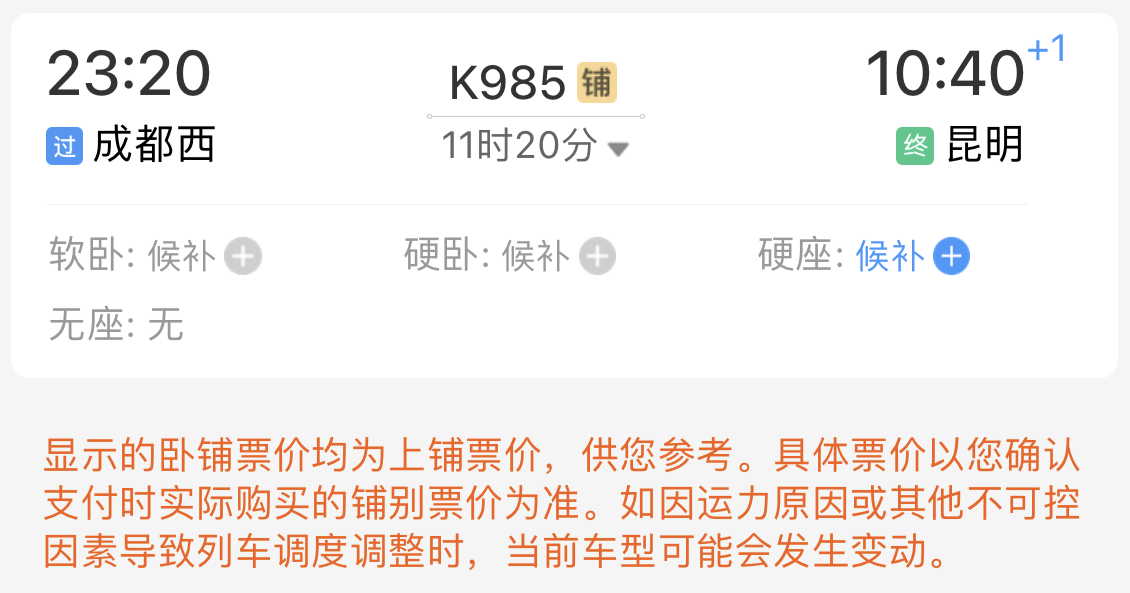 23:20 K985 铺 10:40+1
过 成都西 11时20分 终 昆明
软卧: 候补 硬卧: 候补 硬座: 候补
无座: 无
显示的卧铺票价均为上铺票价，供您参考。具体票价以您确认
支付时实际购买的铺别票价为准。如因运力原因或其他不可控
因素导致列车调度调整时，当前车型可能会发生变动。